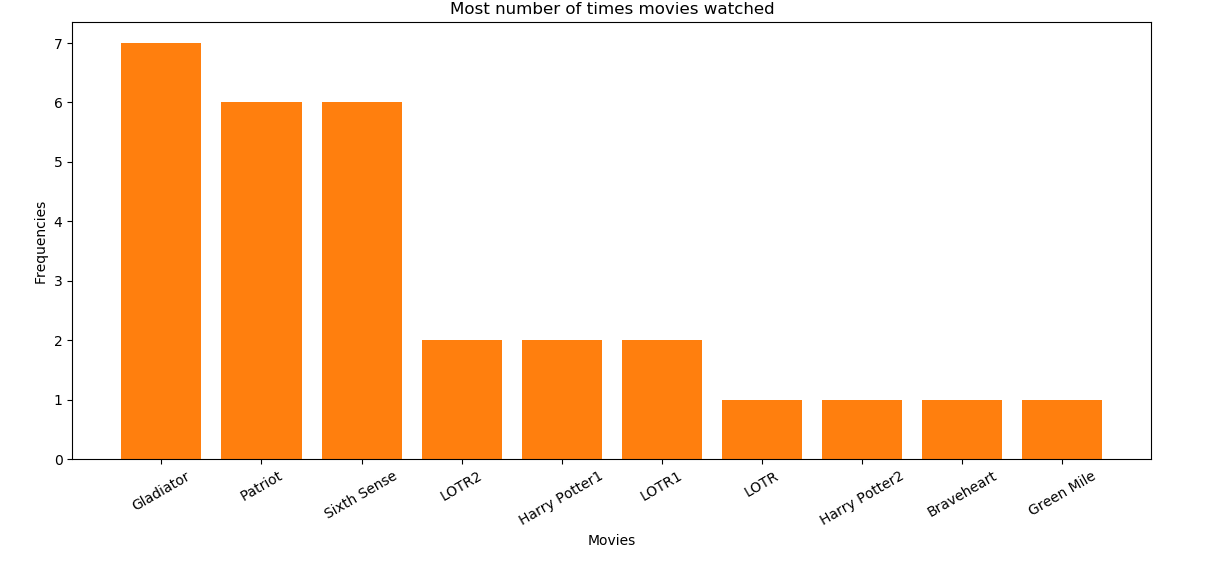 Most number of times movies watched
7
6
5
4
3
2
1
0
Frequencies
Gladiator
Patriot
Sixth Sense
LOTR2
Harry Potter1
LOTR1
LOTR
Harry Potter2
Braveheart
Green Mile
Movies